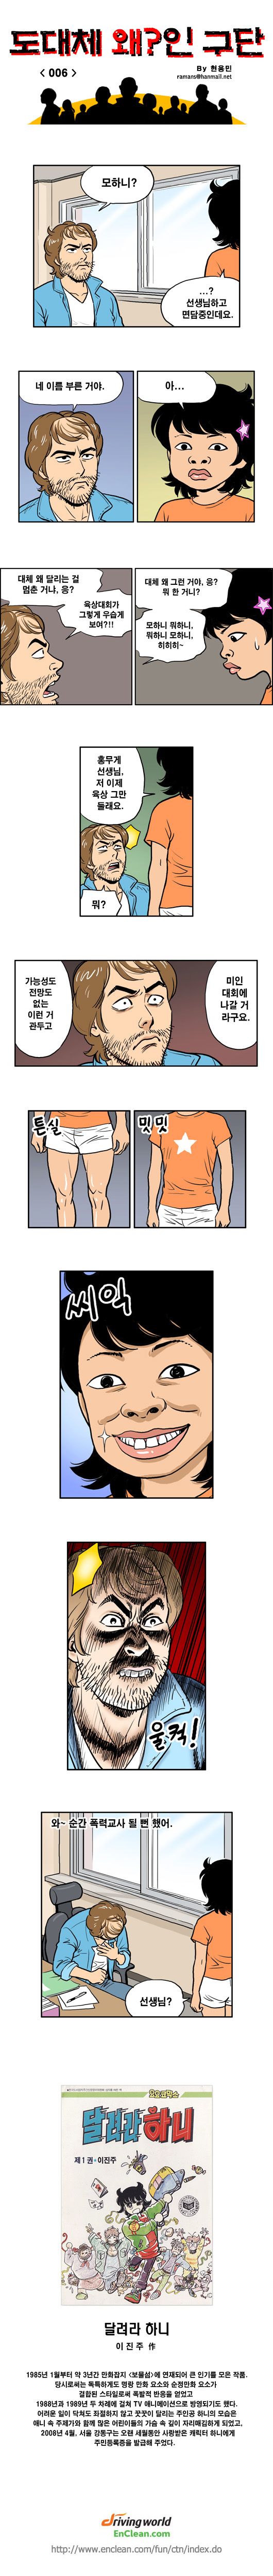 도대체 왜?인 구단
< 006 >
By 현용민
ramans@hanmail.net
모하니?
...?
선생님하고
면담중인데요.
네 이름 부른 거야.
아...
대체 왜 달리는 걸
멈춘 거냐, 응?
육상대회가
그렇게 우습게
보여?!!
대체 왜 그런 거야, 응?
뭐 한 거니?
모하니 뭐하니,
뭐하니 모하니,
히히히~
홍무게
선생님,
저 이제
육상 그만
둘래요.
뭐?
가능성도
전망도
없는
이런 거
관두고
미인
대회에
나갈 거
라구요.
튼실
밋밋
씨익
울컥!
와~ 순간 폭력교사 될 뻔 했어.
선생님?
요요코믹스
달려라 하니
제 1 권 · 이진주
달려라 하니
이 진 주 作
1985년 1월부터 약 3년간 만화잡지 <보물섬>에 연재되어 큰 인기를 모은 작품.
당시로써는 독특하게도 명랑 만화 요소와 순정만화 요소가
결합된 스타일로써 폭발적 반응을 얻었고
1988년과 1989년 두 차례에 걸쳐 TV 애니메이션으로 방영되기도 했다.
어려운 일이 닥쳐도 좌절하지 않고 꿋꿋이 달리는 주인공 하니의 모습은
애니 속 주제가와 함께 많은 어린이들의 가슴 속 깊이 자리매김하게 되었고,
2008년 4월, 서울 강동구는 오랜 세월동안 사랑받은 캐릭터 하니에게
주민등록증을 발급해 주었다.
drivingworld
EnClean.com
http://www.enclean.com/fun/ctn/index.do